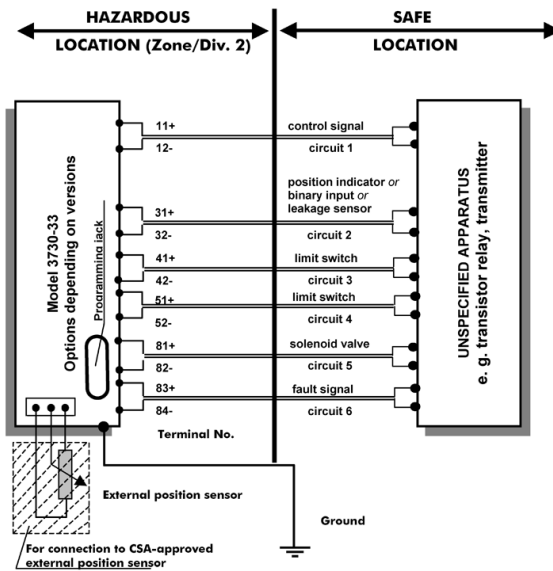 HAZARDOUS
LOCATION (Zone/Div. 2)
SAFE
LOCATION
Model 3730-33
Options depending on versions
Programming jack
11+
12-
31+
32-
41+
42-
51+
52-
81+
82-
83+
84-
Terminal No.
control signal
circuit 1
position indicator or
binary input or
leakage sensor
circuit 2
limit switch
circuit 3
limit switch
circuit 4
solenoid valve
circuit 5
fault signal
circuit 6
UNSPECIFIED APPARATUS
e. g. transistor relay, transmitter
External position sensor
Ground
For connection to CSA-approved
external position sensor